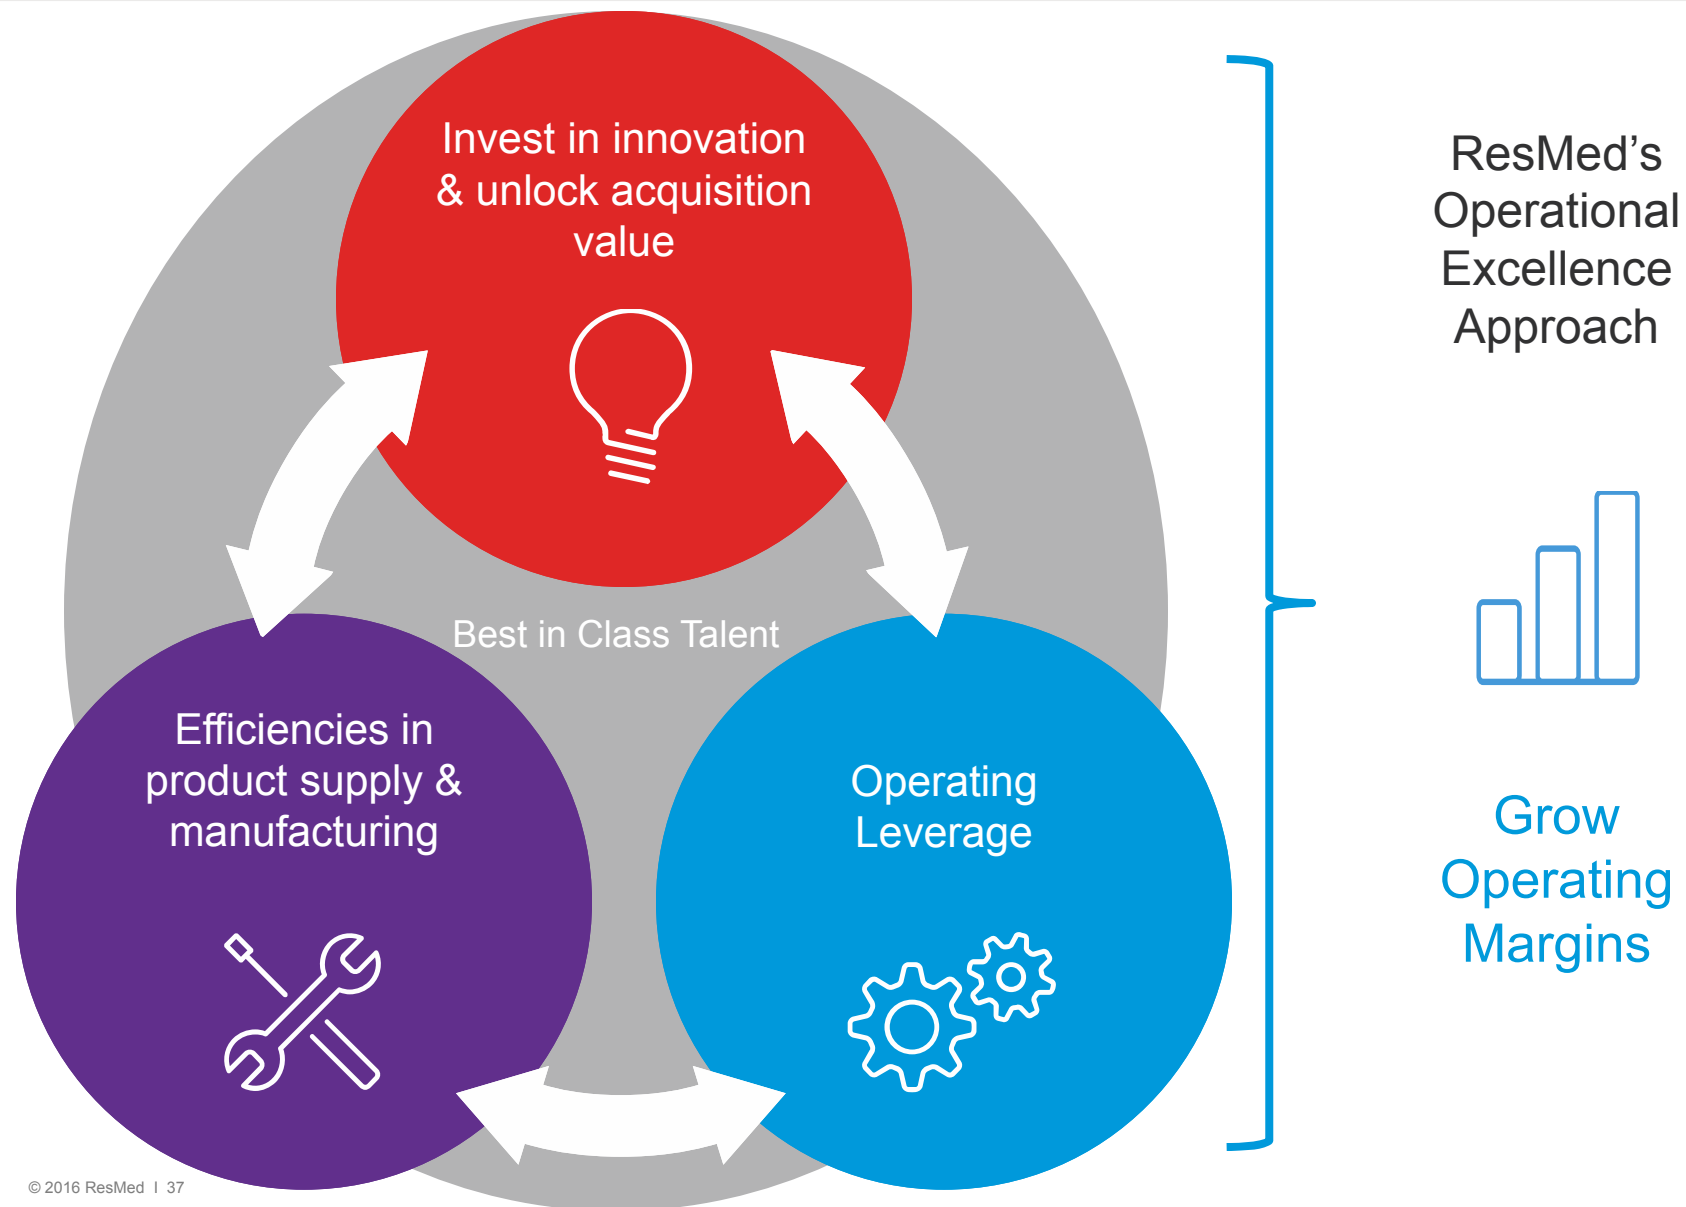 Invest in innovation
& unlock acquisition
value
Best in Class Talent
Efficiencies in
product supply &
manufacturing
Operating
Leverage
ResMed’s
Operational
Excellence
Approach
Grow
Operating
Margins
© 2016 ResMed I 37